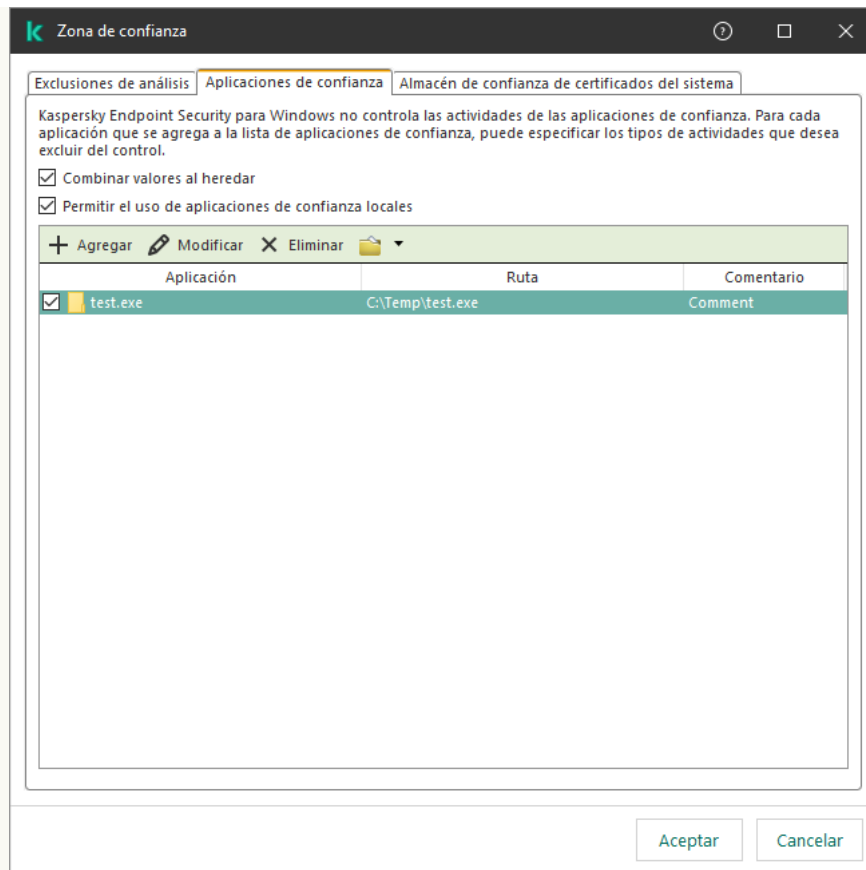 Zona de confianza
Exclusiones de análisis Aplicaciones de confianza Almacén de confianza de certificados del sistema
Kaspersky Endpoint Security para Windows no controla las actividades de las aplicaciones de confianza. Para cada
aplicación que se agrega a la lista de aplicaciones de confianza, puede especificar los tipos de actividades que desea
excluir del control.
Combinar valores al heredar
Permitir el uso de aplicaciones de confianza locales
Agregar Modificar Eliminar
Aplicación Ruta Comentario
test.exe C:\Temp\test.exe Comment
Aceptar Cancelar